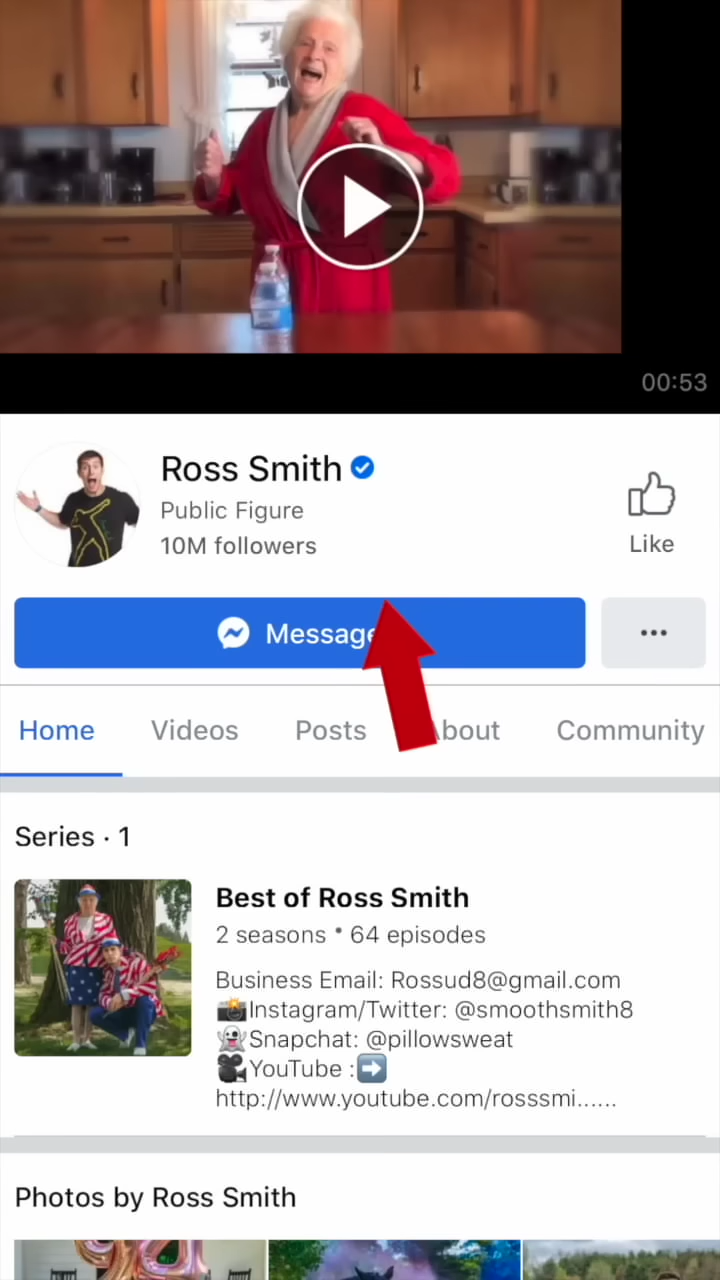 00:53
Ross Smith
Public Figure
10M followers
Like
Message
Home Videos Posts About Community
Series · 1
Best of Ross Smith
2 seasons • 64 episodes
Business Email: Rossud8@gmail.com
📸Instagram/Twitter: @smoothsmith8
👻Snapchat: @pillowsweat
🎥YouTube :➡️
http://www.youtube.com/rosssmi......
Photos by Ross Smith